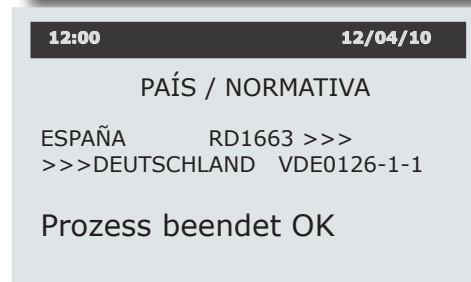 12:00 12/04/10
PAÍS / NORMATIVA
ESPAÑA RD1663 >>>
>>>DEUTSCHLAND VDE0126-1-1
Prozess beendet OK